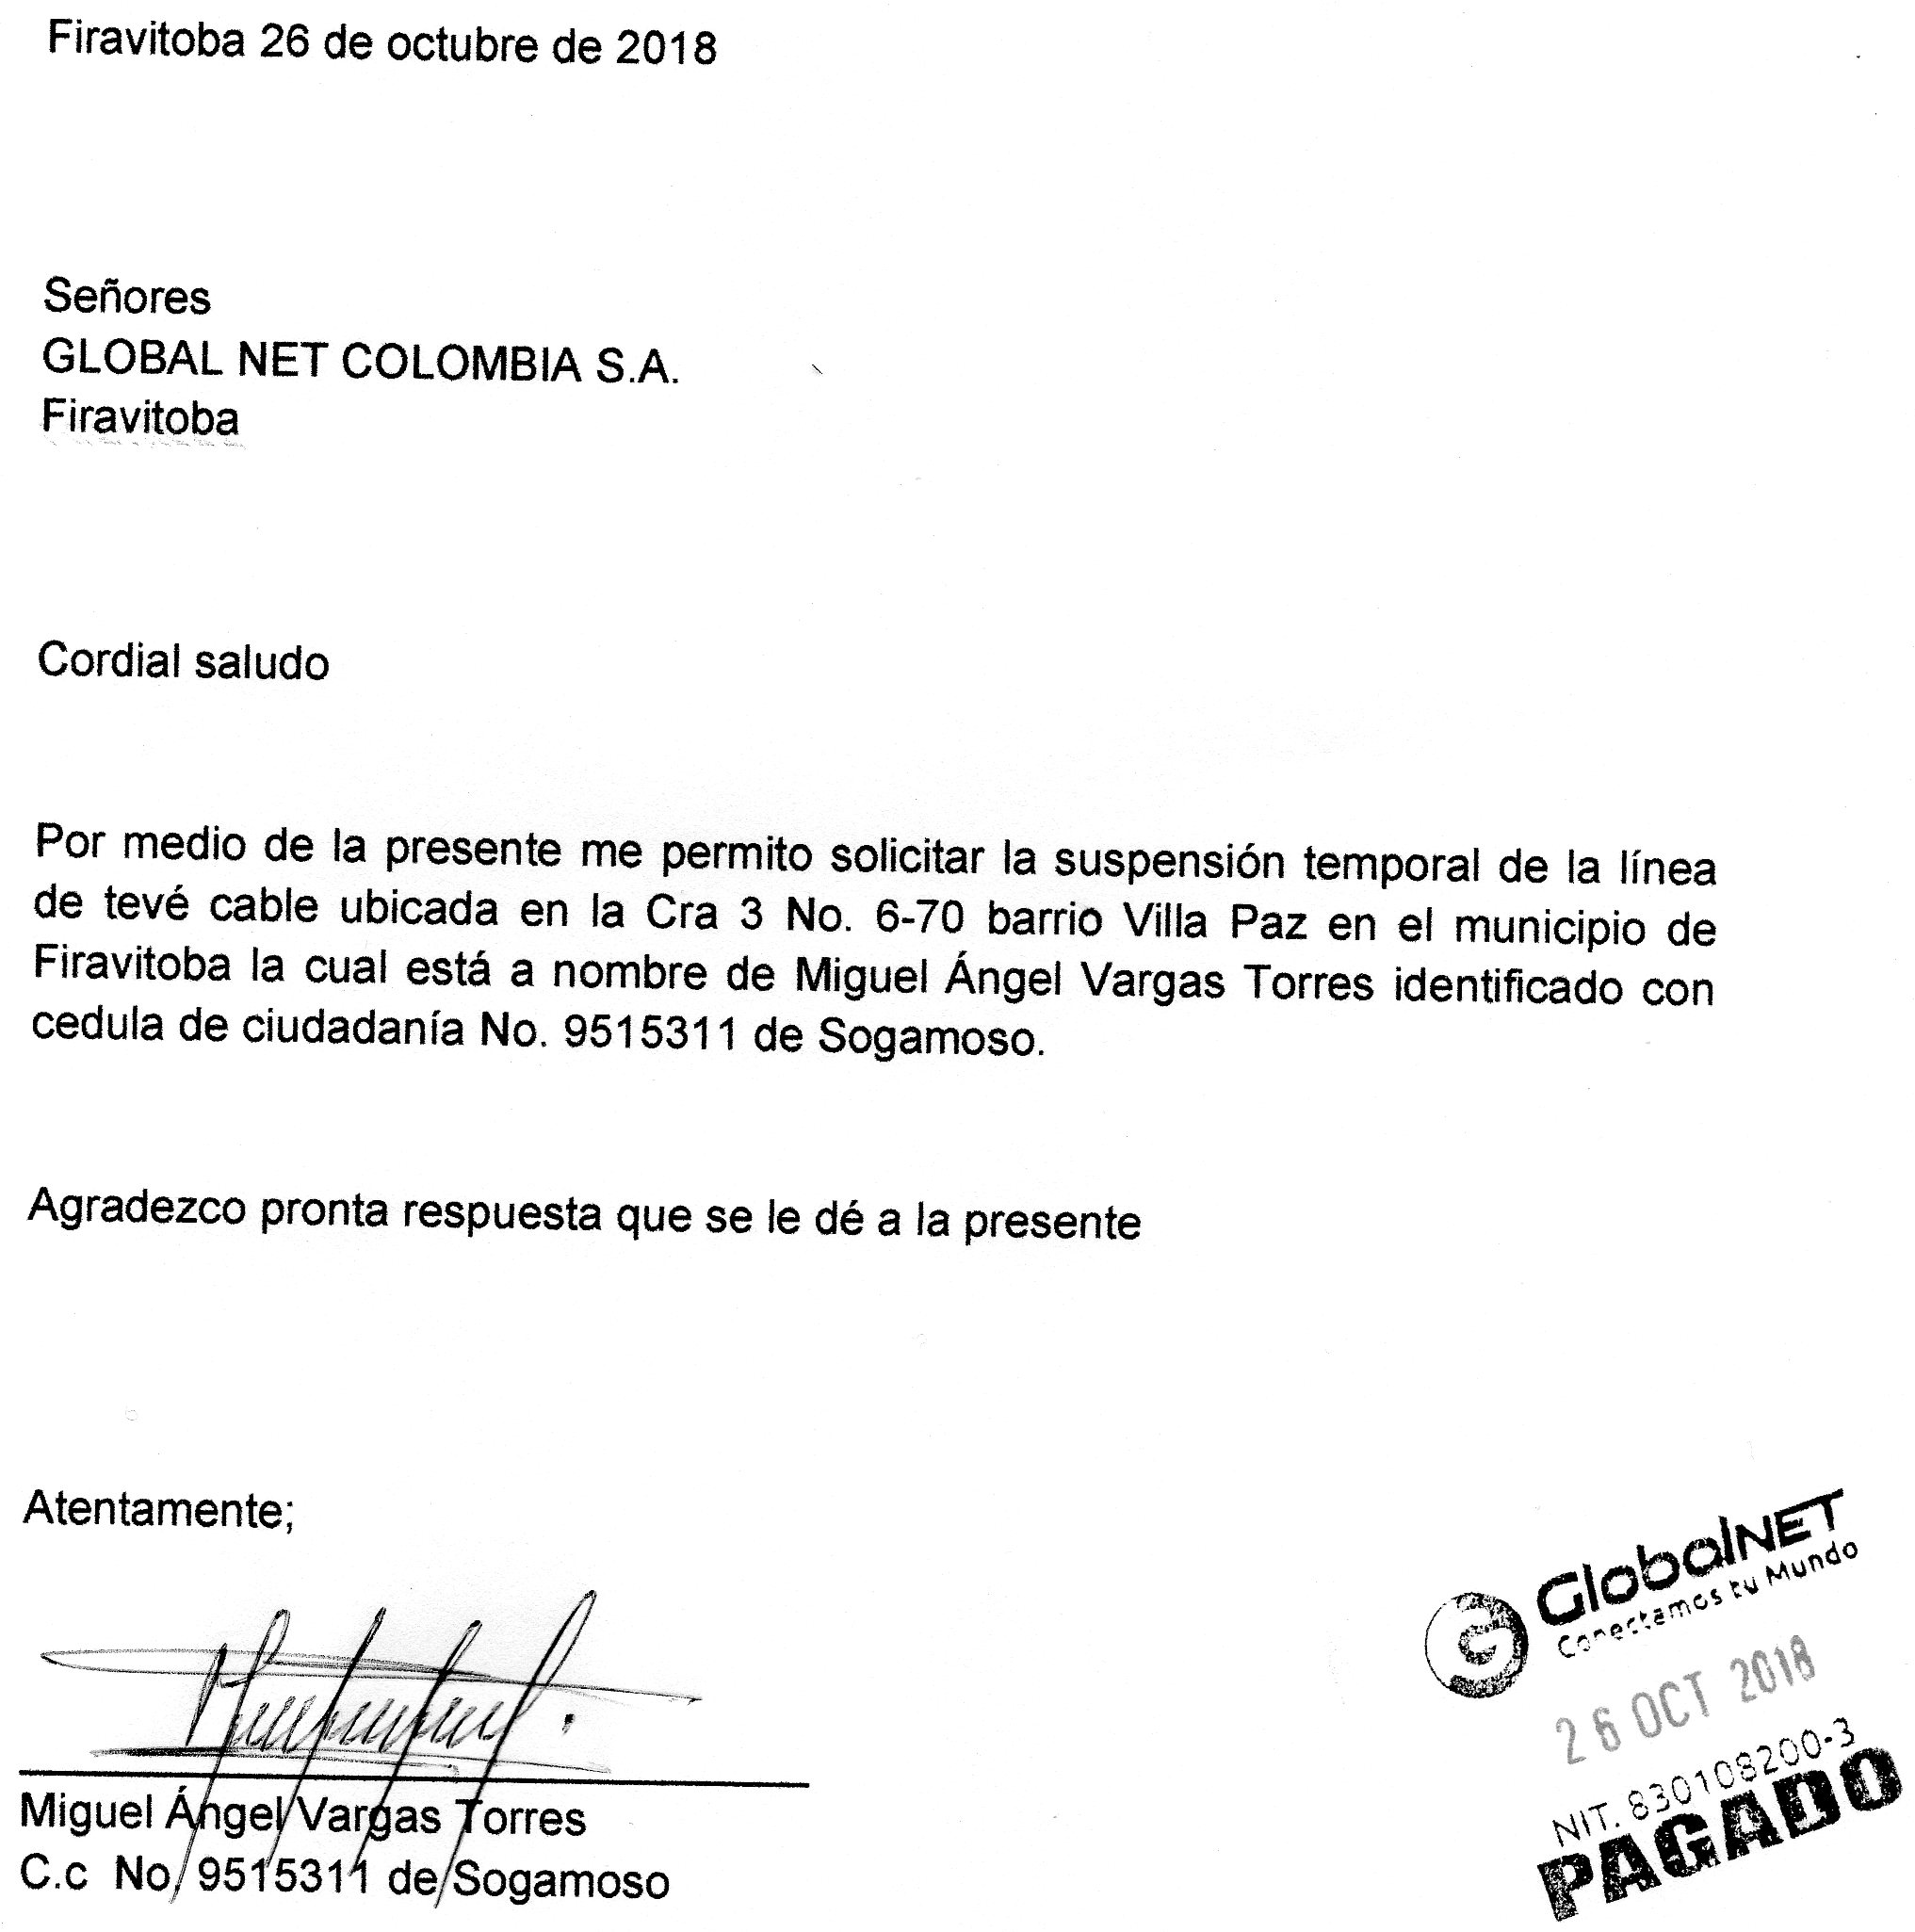 Firavitoba 26 de octubre de 2018
Señores
GLOBAL NET COLOMBIA S.A.
Firavitoba
Cordial saludo
Por medio de la presente me permito solicitar la suspensión temporal de la línea
de tevé cable ubicada en la Cra 3 No. 6-70 barrio Villa Paz en el municipio de
Firavitoba la cual está a nombre de Miguel Ángel Vargas Torres identificado con
cedula de ciudadanía No. 9515311 de Sogamoso.
Agradezco pronta respuesta que se le dé a la presente
Atentamente;
Miguel Ángel Vargas Torres
C.c No. 9515311 de Sogamoso
GlobalNET
Conectamos tu Mundo
26 OCT 2018
NIT. 830108200-3
PAGADO